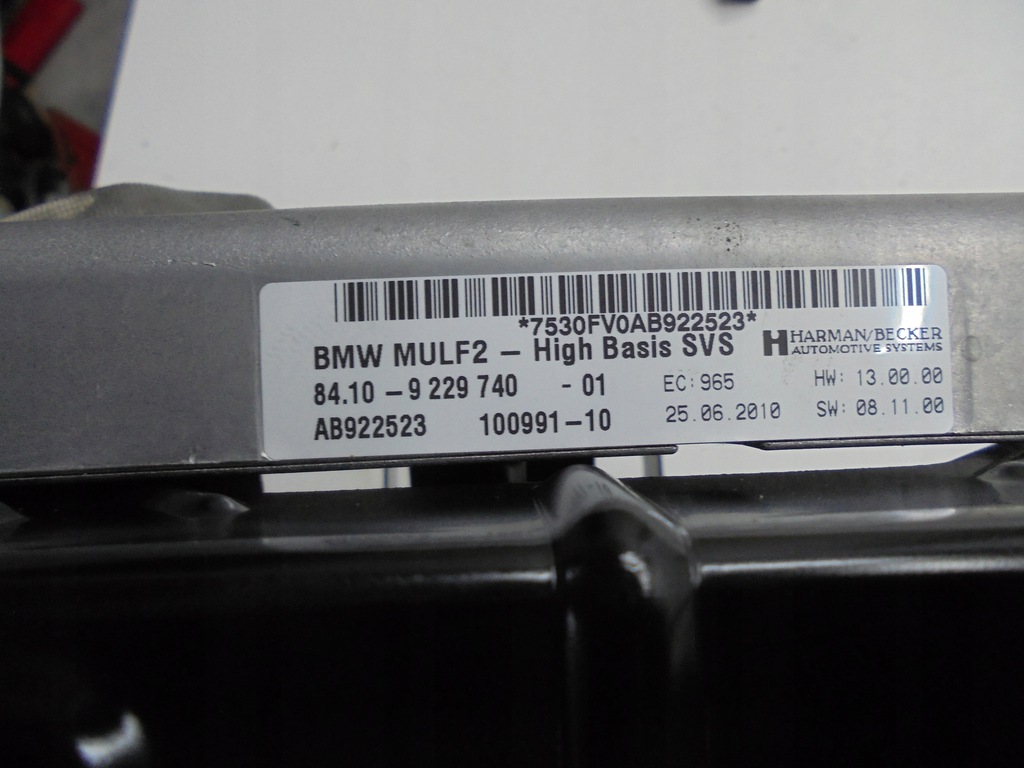 *7530FV0AB922523*
BMW MULF2 – High Basis SVS
H HARMAN/BECKER
AUTOMOTIVE SYSTEMS
84.10 – 9 229 740 - 01
EC: 965
HW: 13.00.00
AB922523 100991–10
25.06.2010
SW: 08.11.00